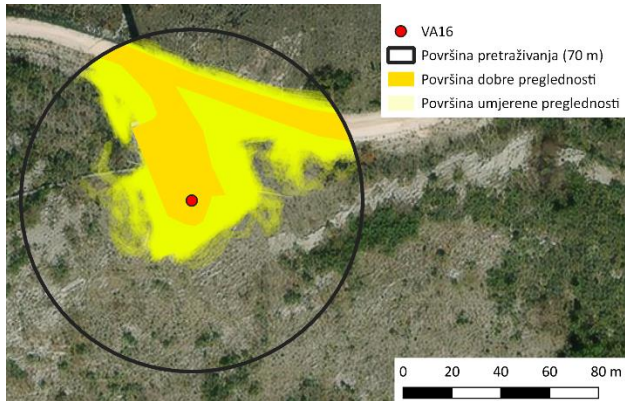 VA16
Površina pretraživanja (70 m)
Površina dobre preglednosti
Površina umjerene preglednosti
0 20 40 60 80 m